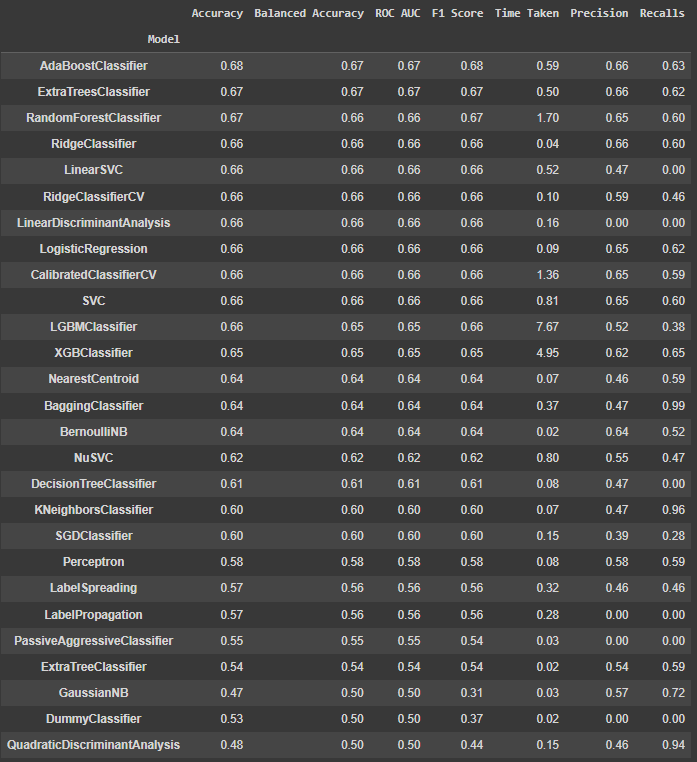 Accuracy Balanced Accuracy ROC AUC F1 Score Time Taken Precision Recalls
Model
AdaBoostClassifier 0.68 0.67 0.67 0.68 0.59 0.66 0.63
ExtraTreesClassifier 0.67 0.67 0.67 0.67 0.50 0.66 0.62
RandomForestClassifier 0.67 0.66 0.66 0.67 1.70 0.65 0.60
RidgeClassifier 0.66 0.66 0.66 0.66 0.04 0.66 0.60
LinearSVC 0.66 0.66 0.66 0.66 0.52 0.47 0.00
RidgeClassifierCV 0.66 0.66 0.66 0.66 0.10 0.59 0.46
LinearDiscriminantAnalysis 0.66 0.66 0.66 0.66 0.16 0.00 0.00
LogisticRegression 0.66 0.66 0.66 0.66 0.09 0.65 0.62
CalibratedClassifierCV 0.66 0.66 0.66 0.66 1.36 0.65 0.59
SVC 0.66 0.66 0.66 0.66 0.81 0.65 0.60
LGBMClassifier 0.66 0.65 0.65 0.66 7.67 0.52 0.38
XGBClassifier 0.65 0.65 0.65 0.65 4.95 0.62 0.65
NearestCentroid 0.64 0.64 0.64 0.64 0.07 0.46 0.59
BaggingClassifier 0.64 0.64 0.64 0.64 0.37 0.47 0.99
BernoulliNB 0.64 0.64 0.64 0.64 0.02 0.64 0.52
NuSVC 0.62 0.62 0.62 0.62 0.80 0.55 0.47
DecisionTreeClassifier 0.61 0.61 0.61 0.61 0.08 0.47 0.00
KNeighborsClassifier 0.60 0.60 0.60 0.60 0.07 0.47 0.96
SGDClassifier 0.60 0.60 0.60 0.60 0.15 0.39 0.28
Perceptron 0.58 0.58 0.58 0.58 0.08 0.58 0.59
LabelSpreading 0.57 0.56 0.56 0.56 0.32 0.46 0.46
LabelPropagation 0.57 0.56 0.56 0.56 0.28 0.00 0.00
PassiveAggressiveClassifier 0.55 0.55 0.55 0.54 0.03 0.00 0.00
ExtraTreeClassifier 0.54 0.54 0.54 0.54 0.02 0.54 0.59
GaussianNB 0.47 0.50 0.50 0.31 0.03 0.57 0.72
DummyClassifier 0.53 0.50 0.50 0.37 0.02 0.00 0.00
QuadraticDiscriminantAnalysis 0.48 0.50 0.50 0.44 0.15 0.46 0.94